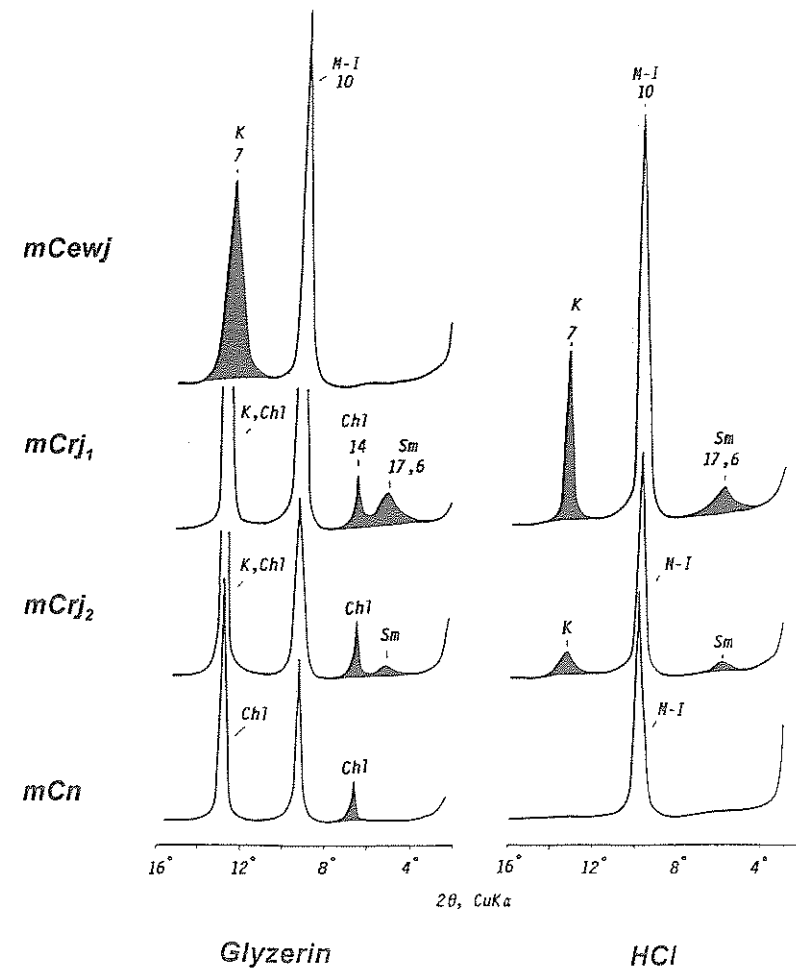 M-I
10
K
7
mCewj
M-I
10
K
7
mCrj₁
K,Chl
Chl
14
Sm
17,6
Sm
17,6
mCrj₂
K,Chl
Chl
Sm
M-I
K
Sm
mCn
Chl
Chl
M-I
16° 12° 8° 4° 16° 12° 8° 4°
2θ, CuKα
Glyzerin HCl